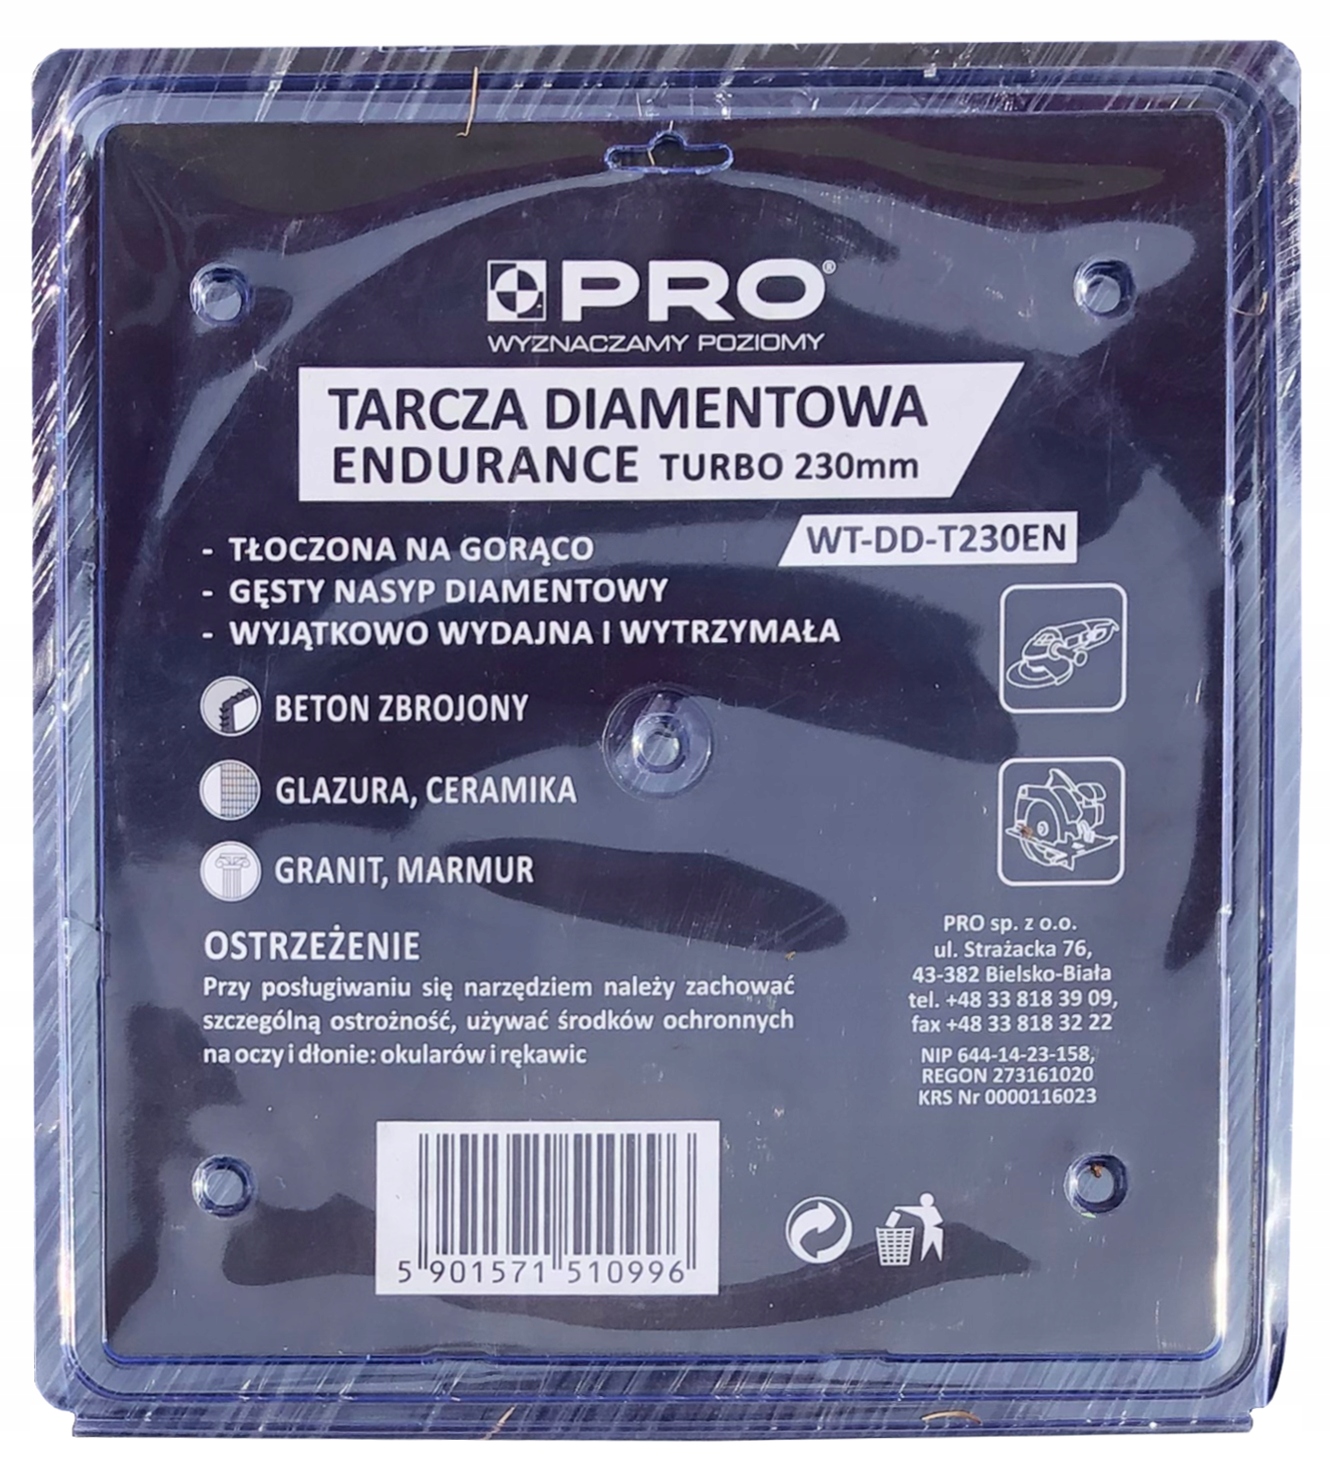 PRO®
WYZNACZAMY POZIOMY
TARCZA DIAMENTOWA
ENDURANCE TURBO 230mm
WT-DD-T230EN
- TŁOCZONA NA GORĄCO
- GĘSTY NASYP DIAMENTOWY
- WYJĄTKOWO WYDAJNA I WYTRZYMAŁA
BETON ZBROJONY
GLAZURA, CERAMIKA
GRANIT, MARMUR
OSTRZEŻENIE
Przy posługiwaniu się narzędziem należy zachować
szczególną ostrożność, używać środków ochronnych
na oczy i dłonie: okularów i rękawic
PRO sp. z o.o.
ul. Strażacka 76,
43-382 Bielsko-Biała
tel. +48 33 818 39 09,
fax +48 33 818 32 22
NIP 644-14-23-158,
REGON 273161020
KRS Nr 0000116023
5 901571 510996